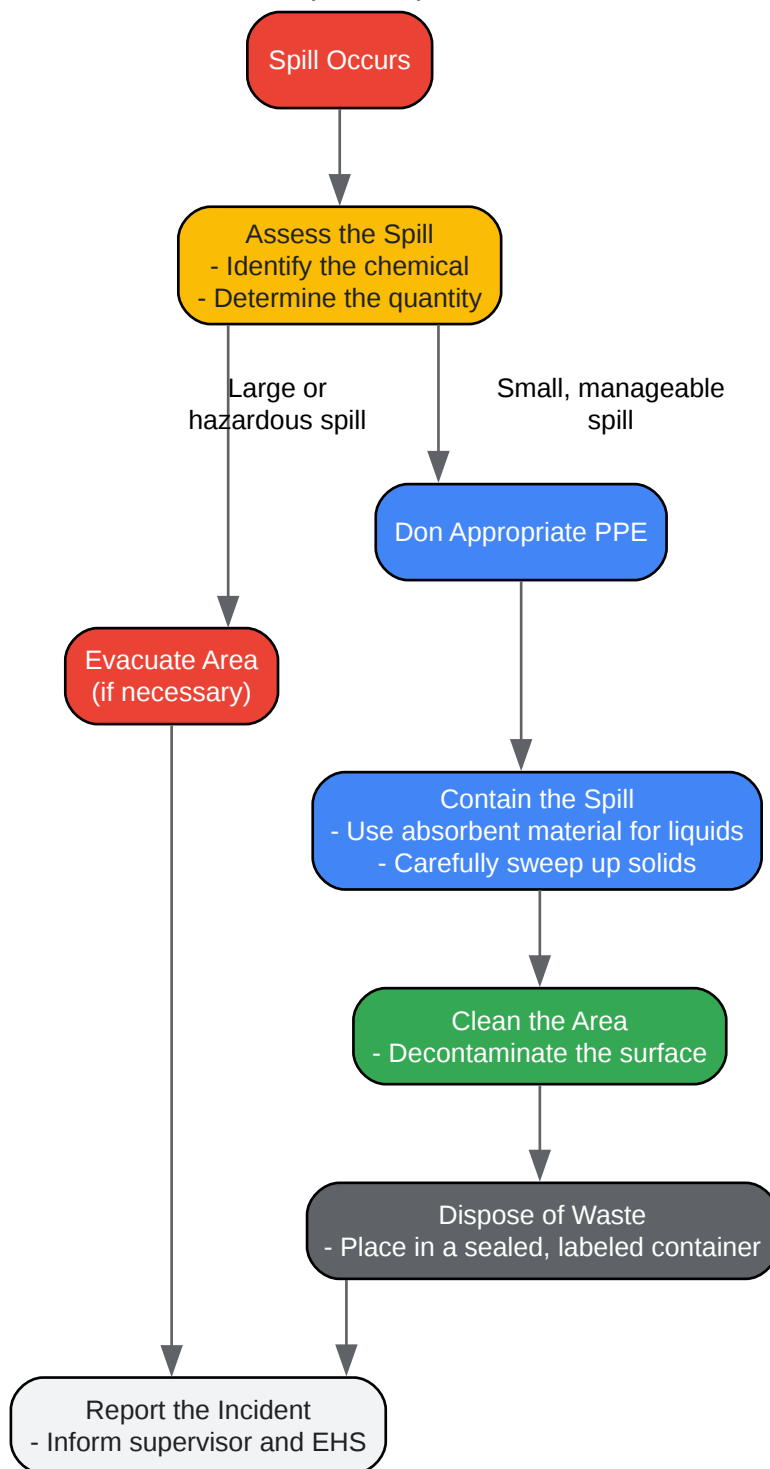 Spill Occurs
Assess the Spill
- Identify the chemical
- Determine the quantity
Large or
hazardous spill
Small, manageable
spill
Don Appropriate PPE
Evacuate Area
(if necessary)
Contain the Spill
- Use absorbent material for liquids
- Carefully sweep up solids
Clean the Area
- Decontaminate the surface
Dispose of Waste
- Place in a sealed, labeled container
Report the Incident
- Inform supervisor and EHS